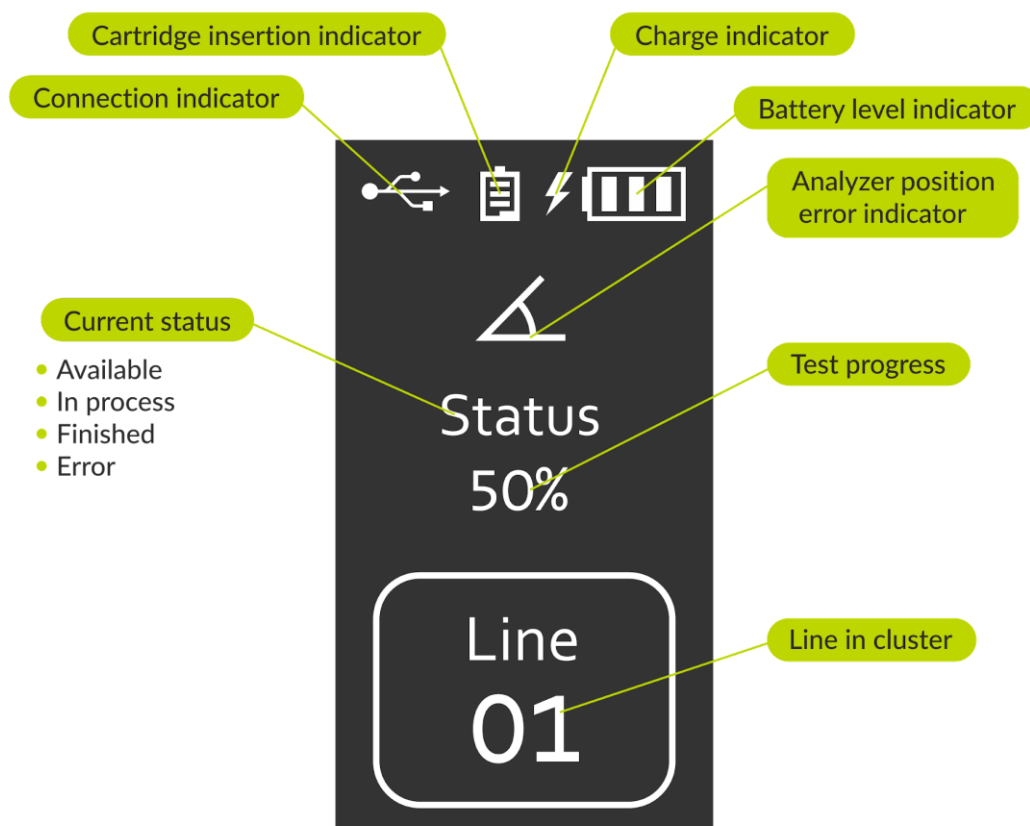 Cartridge insertion indicator
Charge indicator
Connection indicator
Battery level indicator
Analyzer position
error indicator
Current status
Available
In process
Finished
Error
Status
50%
Test progress
Line
01
Line in cluster